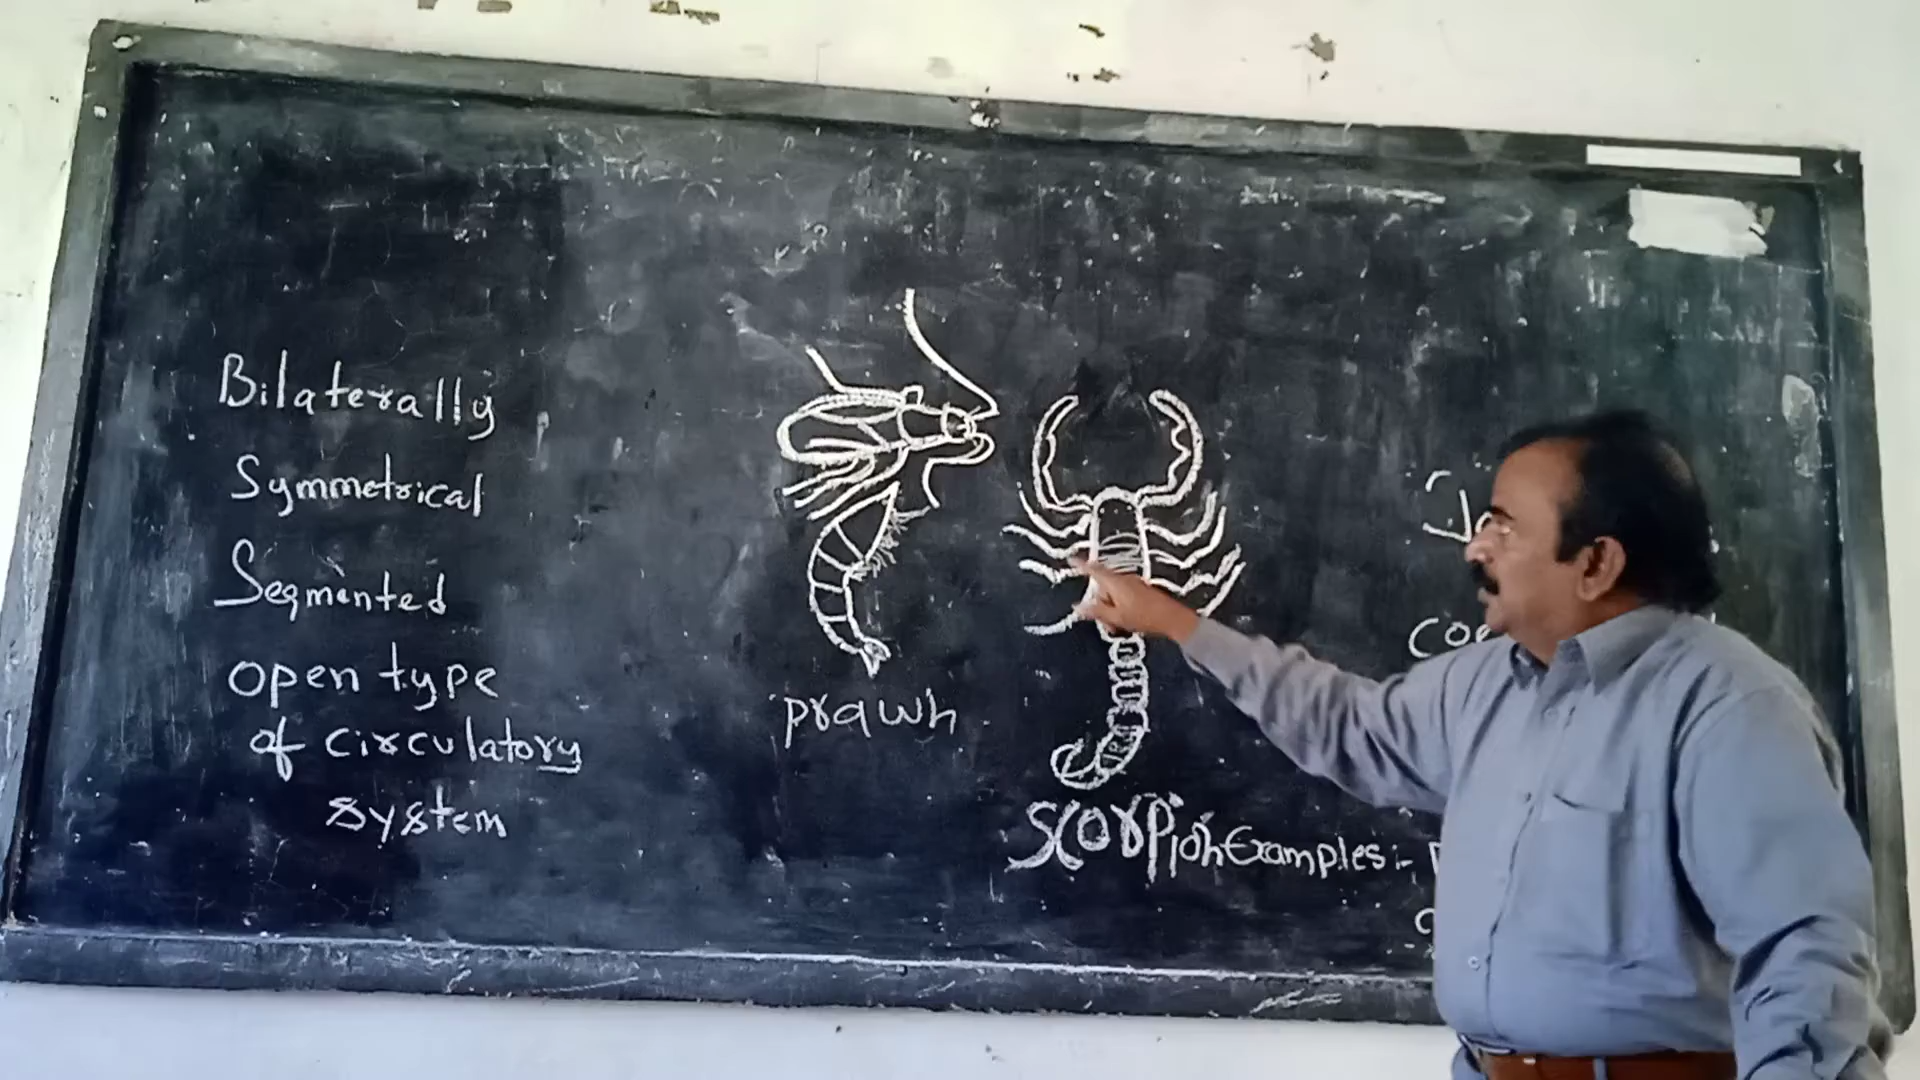 Bilaterally
Symmetrical
Segmented
open type
of circulatory
system
prawn
Scorpion
Examples:-